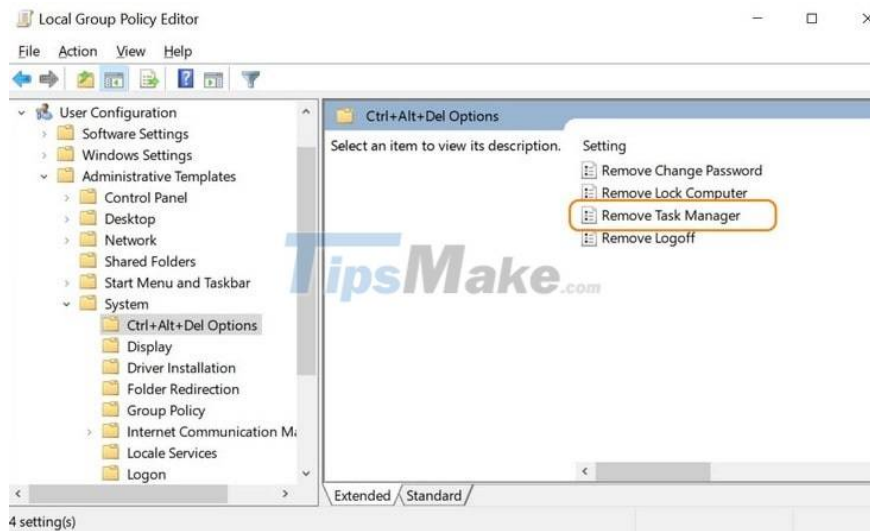 Local Group Policy Editor
File Action View Help
User Configuration
Software Settings
Windows Settings
Administrative Templates
Control Panel
Desktop
Network
Shared Folders
Start Menu and Taskbar
System
Ctrl+Alt+Del Options
Display
Driver Installation
Folder Redirection
Group Policy
Internet Communication Ma
Locale Services
Logon
Ctrl+Alt+Del Options
Select an item to view its description.
Setting
Remove Change Password
Remove Lock Computer
Remove Task Manager
Remove Logoff
TipsMake.com
Extended Standard
4 setting(s)